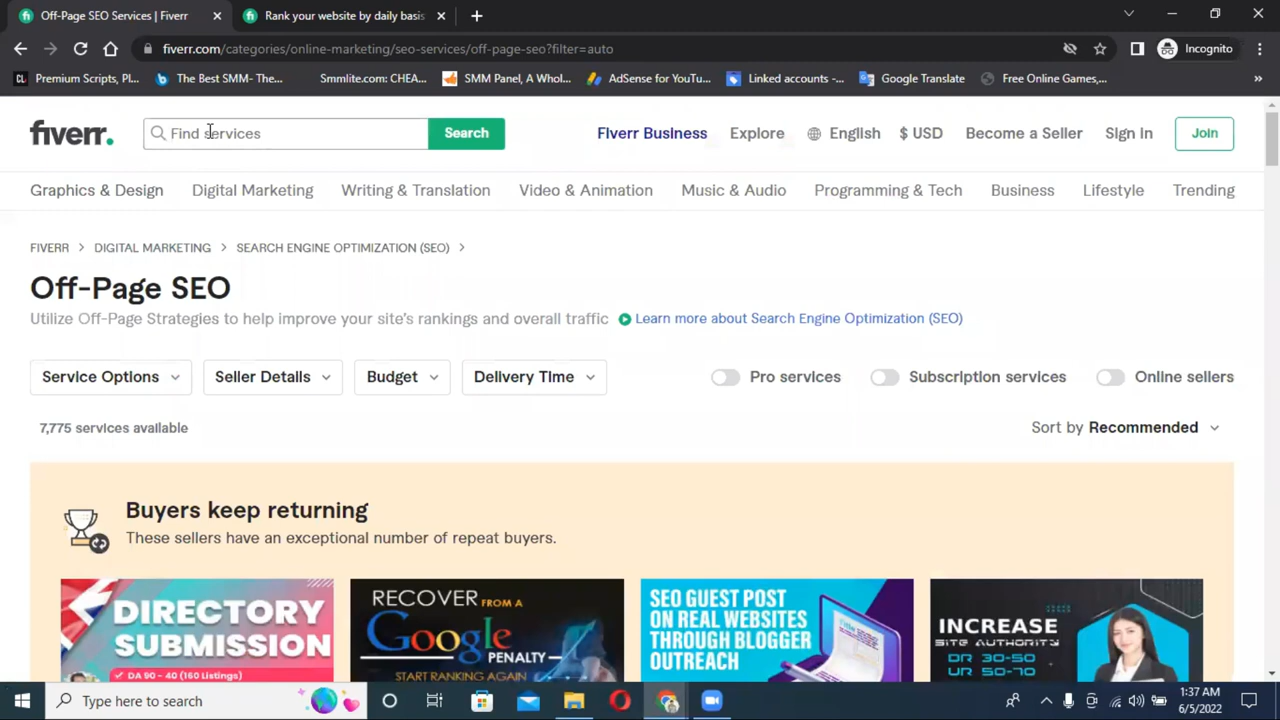 Off-Page SEO Services | Fiverr
Rank your website by daily basis
fiverr.com/categories/online-marketing/seo-services/off-page-seo?filter=auto
Incognito
Premium Scripts, Pl...
The Best SMM- The...
Smmlite.com: CHEA...
SMM Panel, A Whol...
AdSense for YouTu...
Linked accounts -...
Google Translate
Free Online Games,...
fiverr.
Find services
Search
Fiverr Business
Explore
English
$ USD
Become a Seller
Sign In
Join
Graphics & Design
Digital Marketing
Writing & Translation
Video & Animation
Music & Audio
Programming & Tech
Business
Lifestyle
Trending
FIVERR > DIGITAL MARKETING > SEARCH ENGINE OPTIMIZATION (SEO) >
Off-Page SEO
Utilize Off-Page Strategies to help improve your site's rankings and overall traffic
Learn more about Search Engine Optimization (SEO)
Service Options
Seller Details
Budget
Delivery Time
Pro services
Subscription services
Online sellers
7,775 services available
Sort by Recommended
Buyers keep returning
These sellers have an exceptional number of repeat buyers.
DIRECTORY
SUBMISSION
DA 90 - 40 (160 Listings)
RECOVER FROM A
Google
PENALTY
START RANKING AGAIN
SEO GUEST POST
ON REAL WEBSITES
THROUGH BLOGGER
OUTREACH
INCREASE
SITE AUTHORITY
DR 30-50
UR 50-70
Type here to search
1:37 AM
6/5/2022